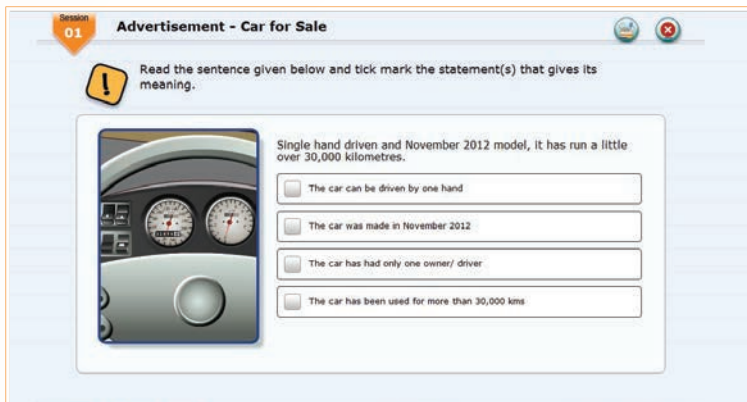 Session
01
Advertisement - Car for Sale
Read the sentence given below and tick mark the statement(s) that gives its
meaning.
Single hand driven and November 2012 model, it has run a little
over 30,000 kilometres.
The car can be driven by one hand
The car was made in November 2012
The car has had only one owner/ driver
The car has been used for more than 30,000 kms